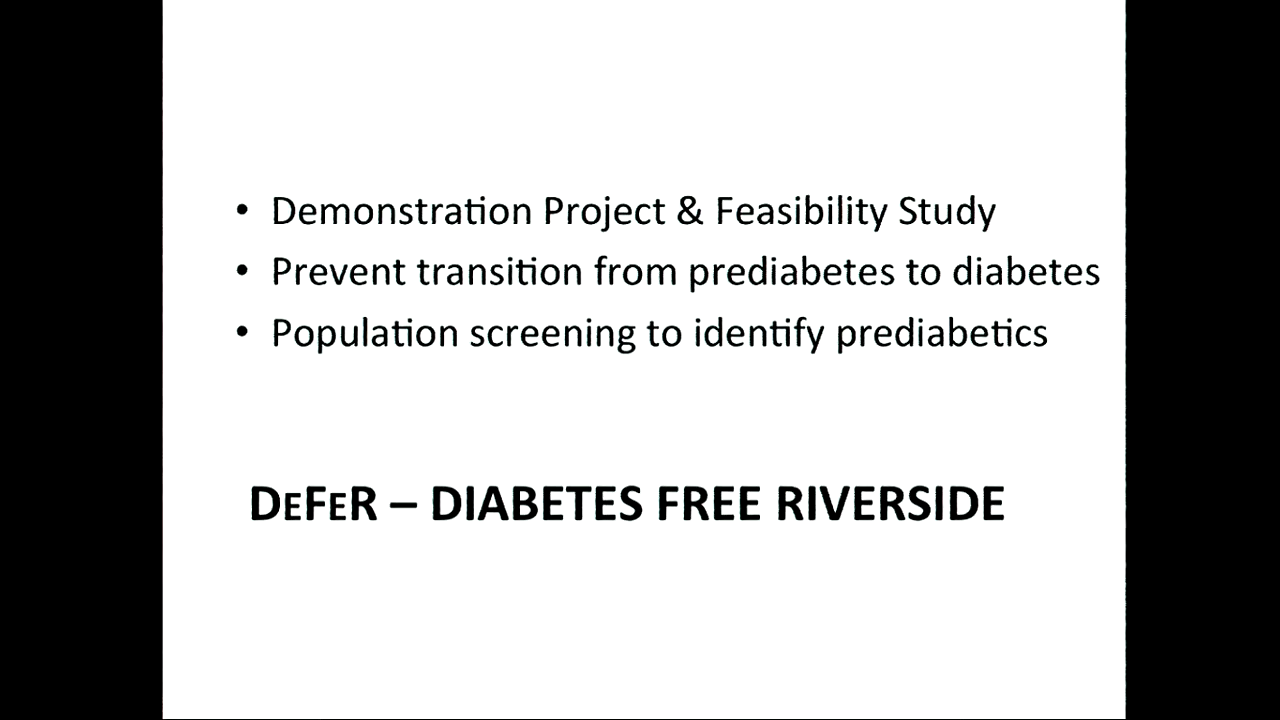 • Demonstration Project & Feasibility Study
• Prevent transition from prediabetes to diabetes
• Population screening to identify prediabetics
DEFER – DIABETES FREE RIVERSIDE